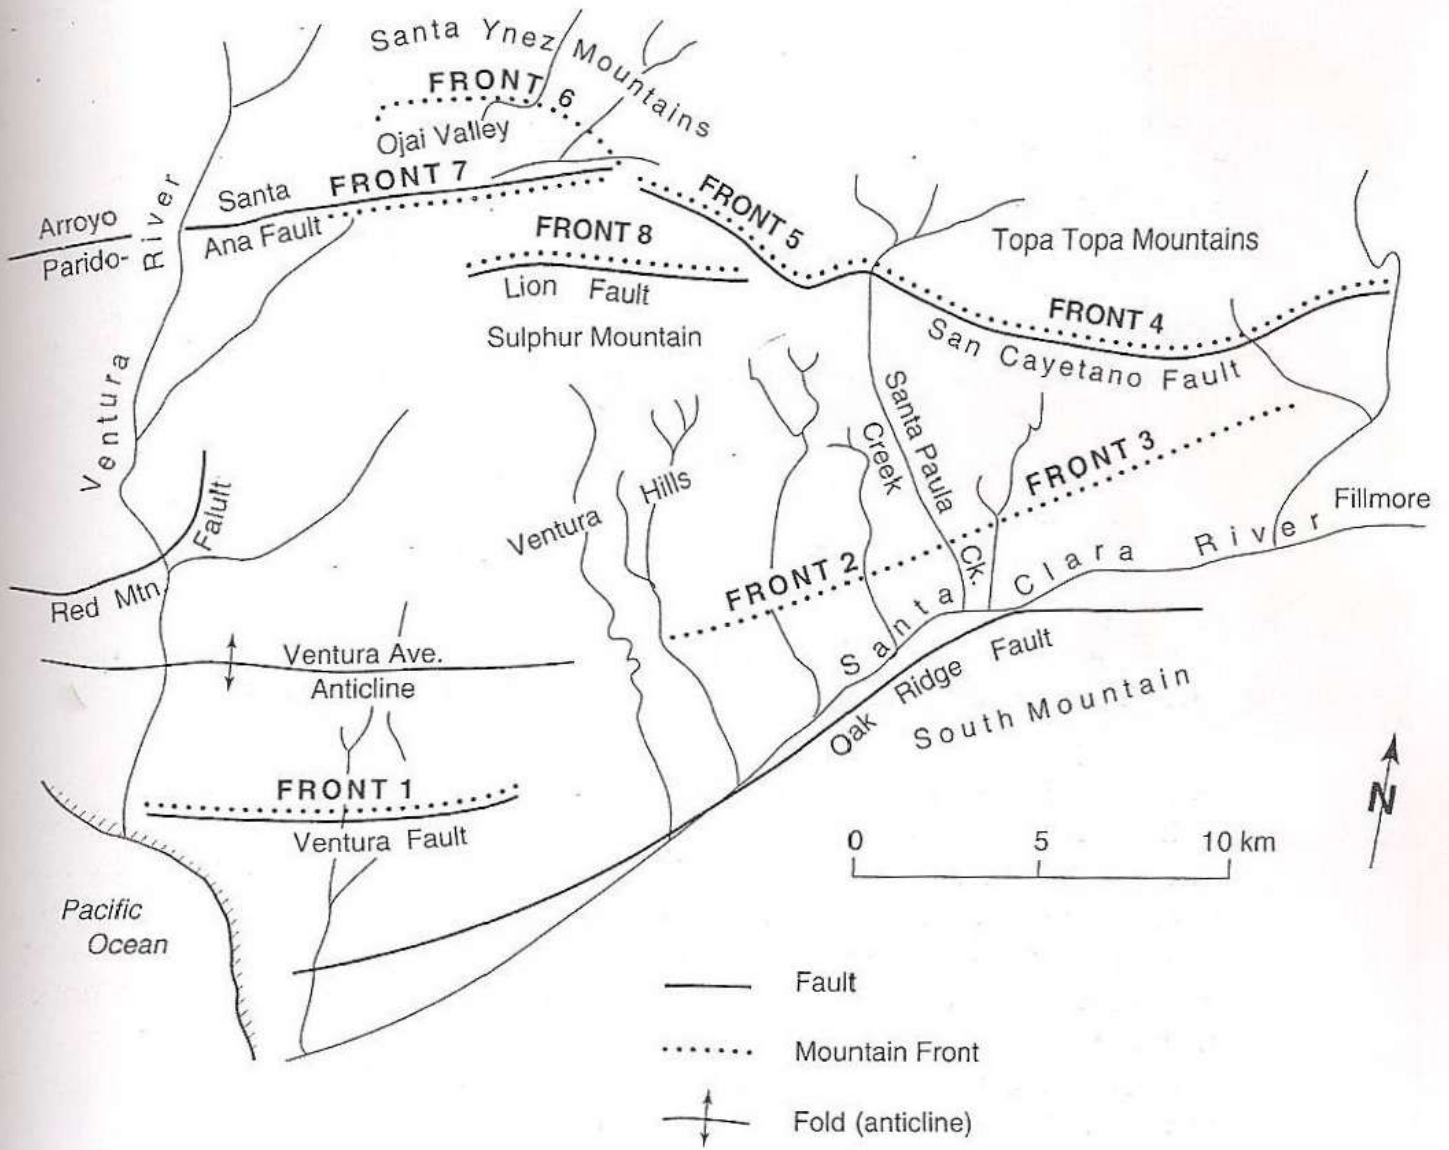 Santa Ynez Mountains
FRONT 6
Ojai Valley
Santa
FRONT 7
FRONT 5
Arroyo
Parido-
Ana Fault
FRONT 8
Topa Topa Mountains
Lion Fault
FRONT 4
Sulphur Mountain
San Cayetano Fault
Ventura River
Santa Paula
Creek
FRONT 3
Hills
Ventura
Falult
Red Mtn.
Fillmore
FRONT 2
Ck.
Santa Clara River
Ventura Ave.
Anticline
Oak Ridge Fault
South Mountain
FRONT 1
Ventura Fault
N
0 5 10 km
Pacific
Ocean
Fault
Mountain Front
Fold (anticline)